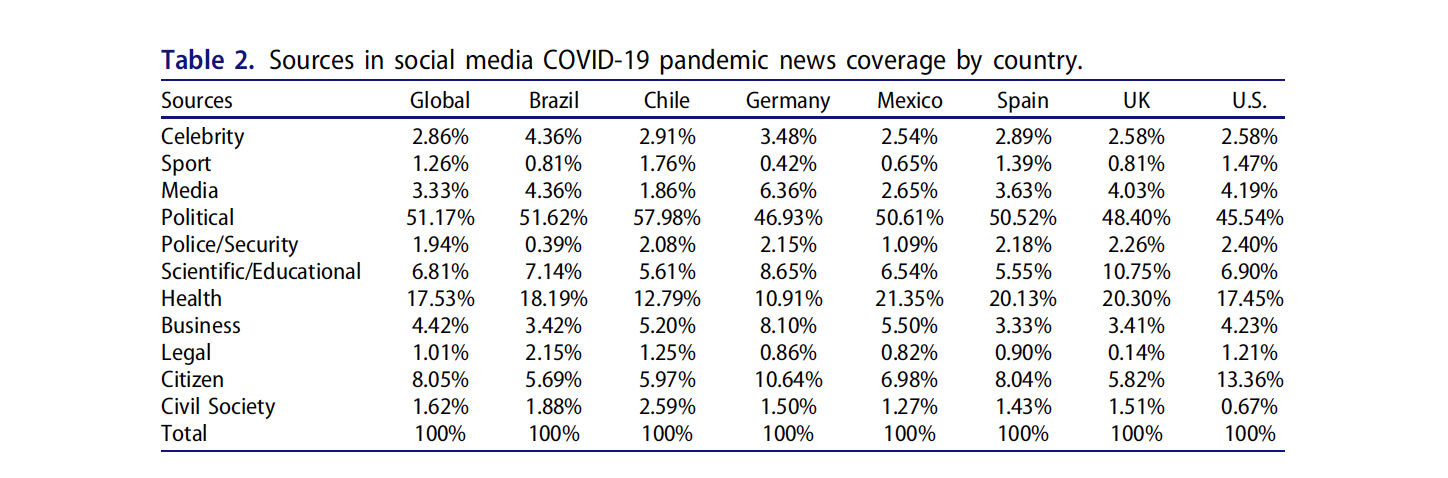 Table 2. Sources in social media COVID-19 pandemic news coverage by country.
Sources Global Brazil Chile Germany Mexico Spain UK U.S.
Celebrity 2.86% 4.36% 2.91% 3.48% 2.54% 2.89% 2.58% 2.58%
Sport 1.26% 0.81% 1.76% 0.42% 0.65% 1.39% 0.81% 1.47%
Media 3.33% 4.36% 1.86% 6.36% 2.65% 3.63% 4.03% 4.19%
Political 51.17% 51.62% 57.98% 46.93% 50.61% 50.52% 48.40% 45.54%
Police/Security 1.94% 0.39% 2.08% 2.15% 1.09% 2.18% 2.26% 2.40%
Scientific/Educational 6.81% 7.14% 5.61% 8.65% 6.54% 5.55% 10.75% 6.90%
Health 17.53% 18.19% 12.79% 10.91% 21.35% 20.13% 20.30% 17.45%
Business 4.42% 3.42% 5.20% 8.10% 5.50% 3.33% 3.41% 4.23%
Legal 1.01% 2.15% 1.25% 0.86% 0.82% 0.90% 0.14% 1.21%
Citizen 8.05% 5.69% 5.97% 10.64% 6.98% 8.04% 5.82% 13.36%
Civil Society 1.62% 1.88% 2.59% 1.50% 1.27% 1.43% 1.51% 0.67%
Total 100% 100% 100% 100% 100% 100% 100% 100%